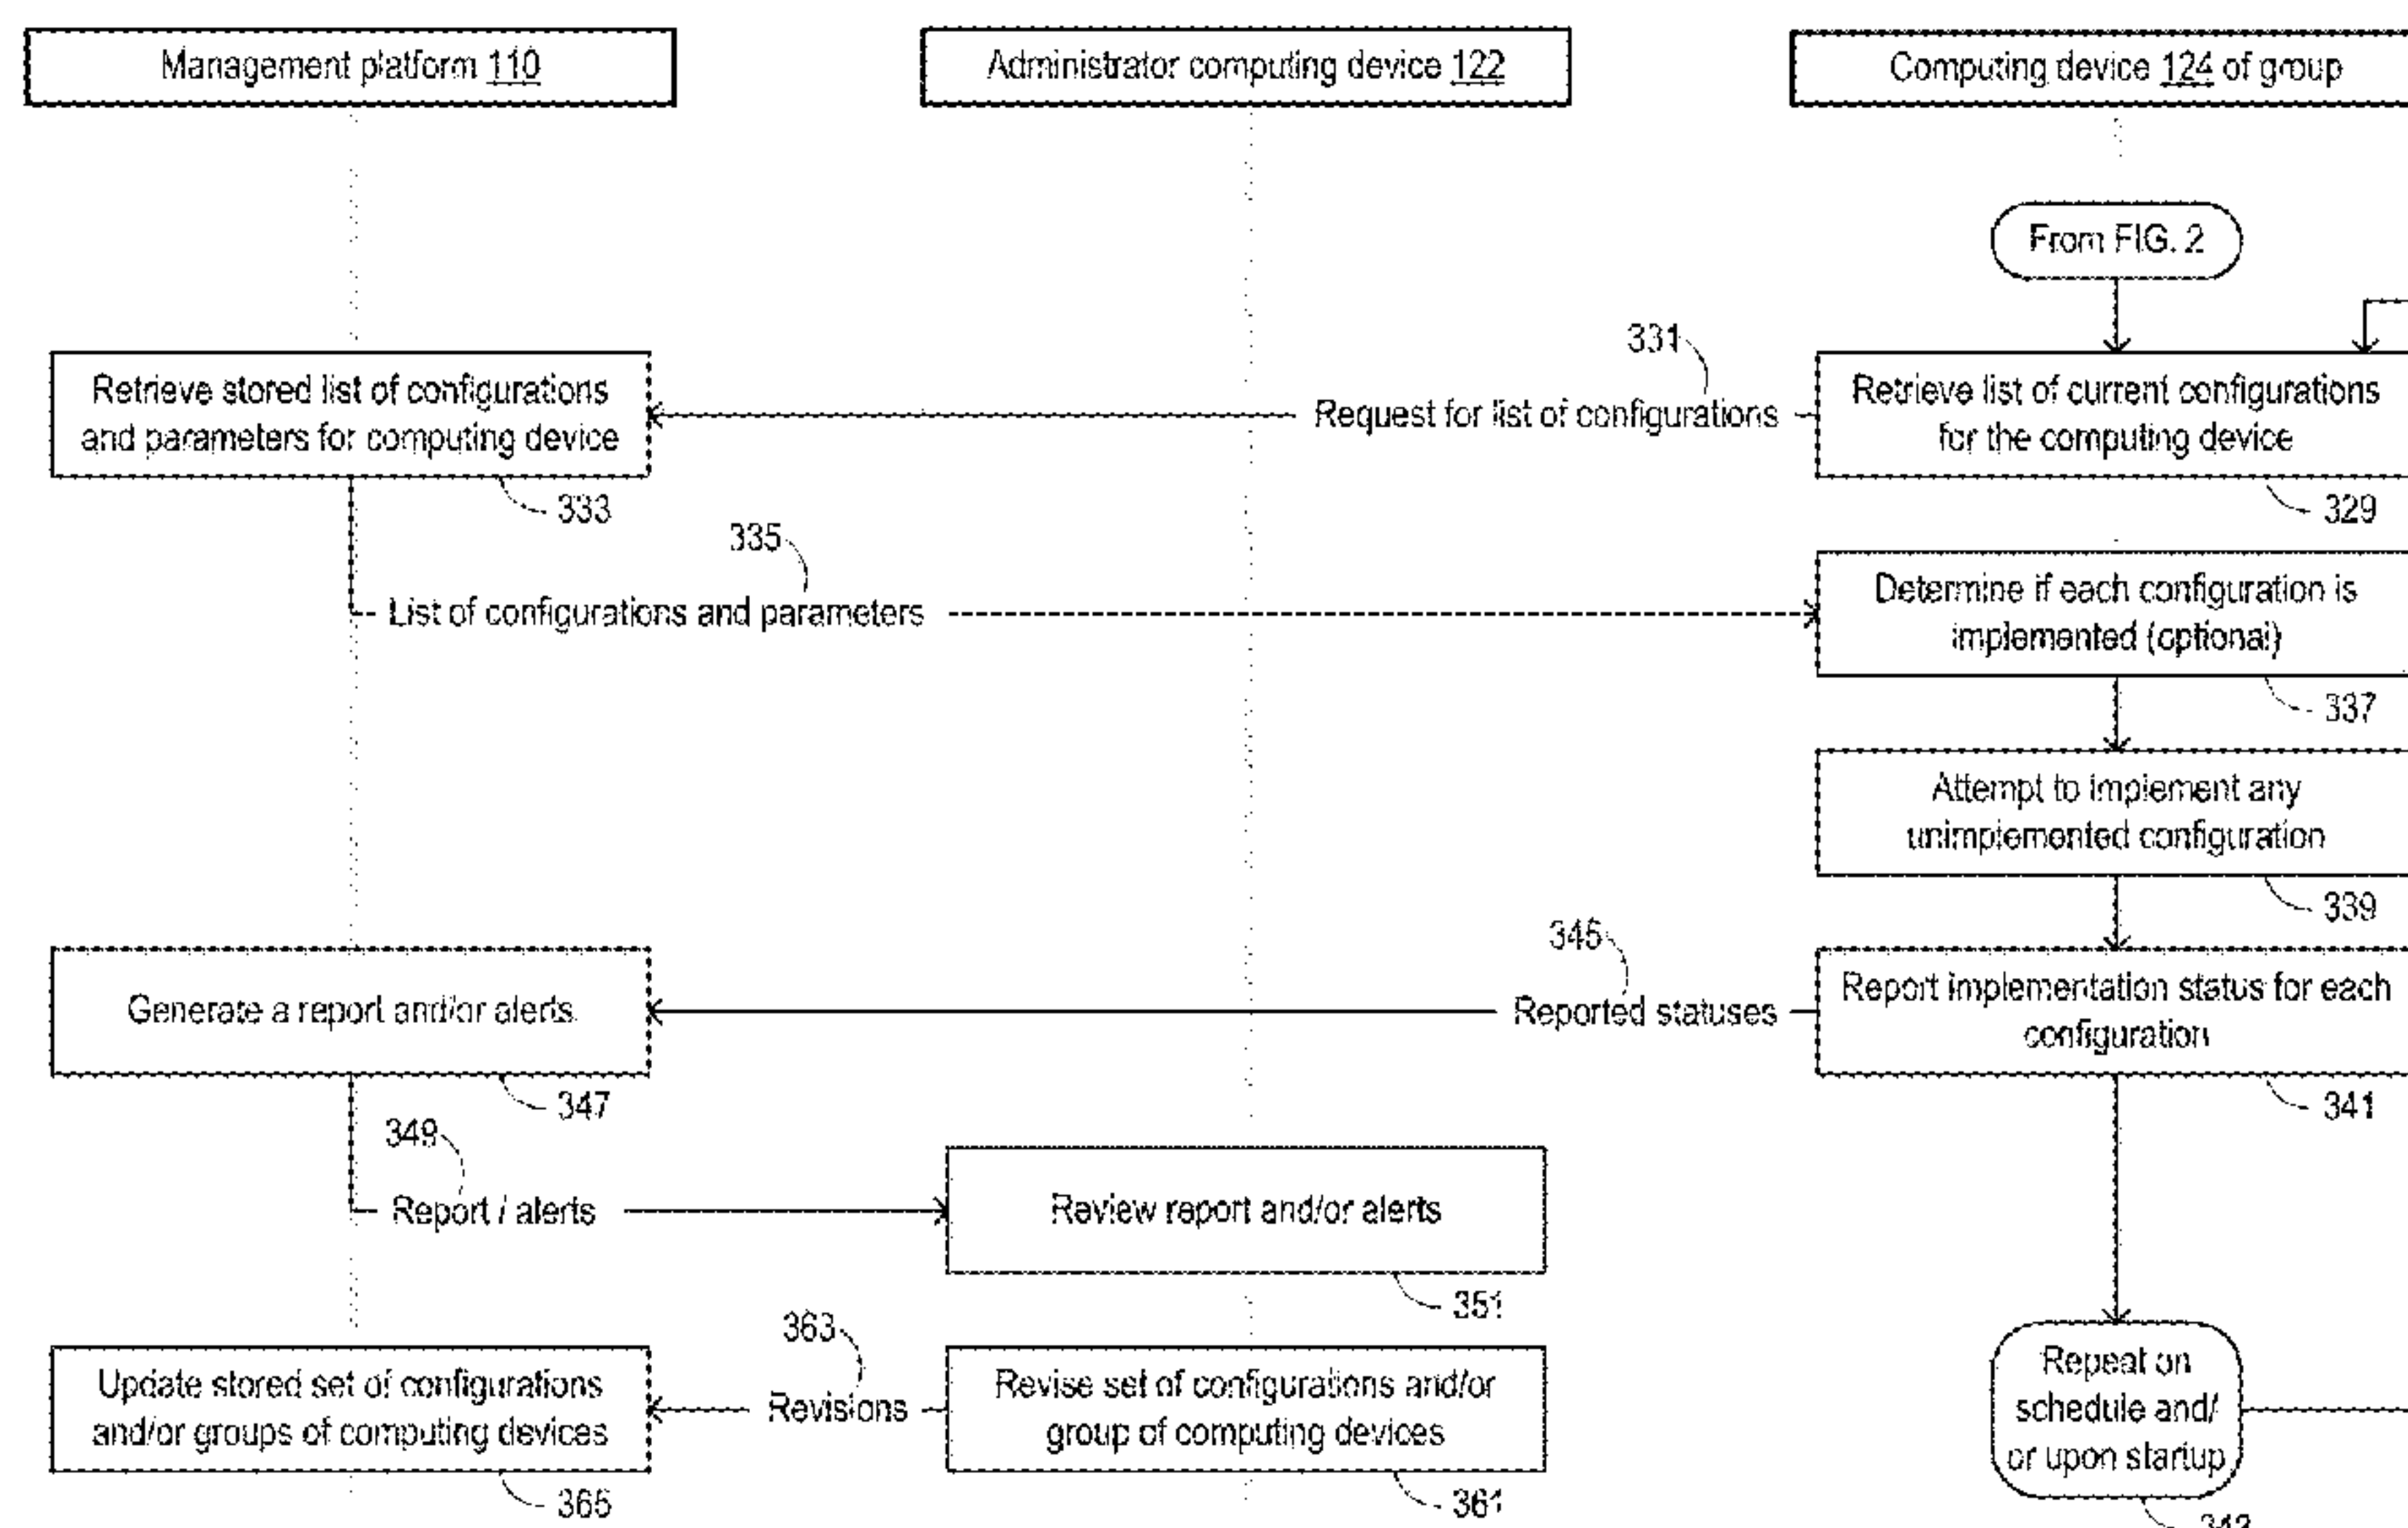 Management platform 110
Administrator computing device 122
Computing device 124 of group
From FIG. 2
331
Retrieve stored list of configurations
and parameters for computing device
333
Request for list of configurations
Retrieve list of current configurations
for the computing device
329
335
List of configurations and parameters
Determine if each configuration is
implemented (optional)
337
Attempt to implement any
unimplemented configuration
339
345
Generate a report and/or alerts
347
Reported statuses
Report implementation status for each
configuration
341
349
Report / alerts
Review report and/or alerts
351
363
Update stored set of configurations
and/or groups of computing devices
365
Revisions
Revise set of configurations and/or
group of computing devices
361
Repeat on
schedule and/
or upon startup